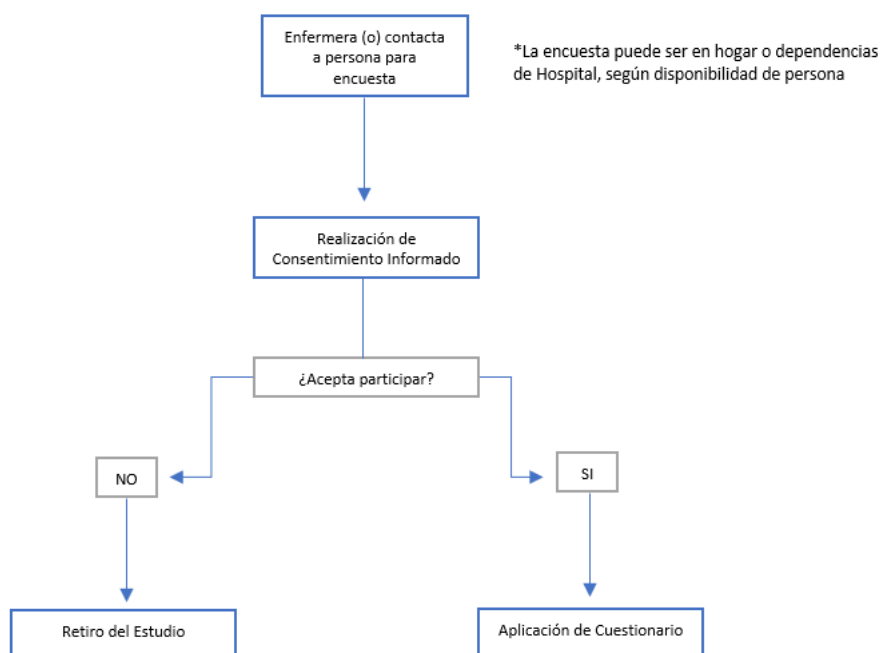 Enfermera (o) contacta
a persona para
encuesta
*La encuesta puede ser en hogar o dependencias
de Hospital, según disponibilidad de persona
Realización de
Consentimiento Informado
¿Acepta participar?
NO
SI
Retiro del Estudio
Aplicación de Cuestionario